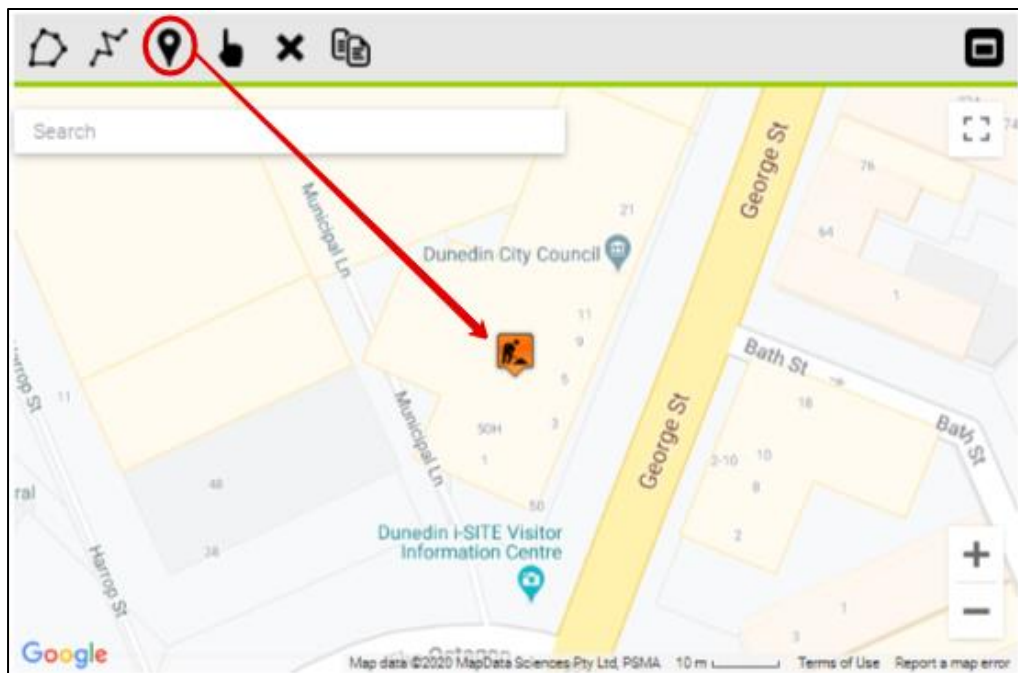 Search
74
76
George St
Municipal Ln
21
Dunedin City Council
64
1
11
9
Bath St
Harrop St
11
5
18
Bath St
Municipal Ln
3
George St
50H
1
2-10
10
8
48
50
2
Dunedin i-SITE Visitor
Information Centre
38
Harrop St
1
3
Google
Map data ©2020 MapData Sciences Pty Ltd, PSMA
10 m
Terms of Use
Report a map error